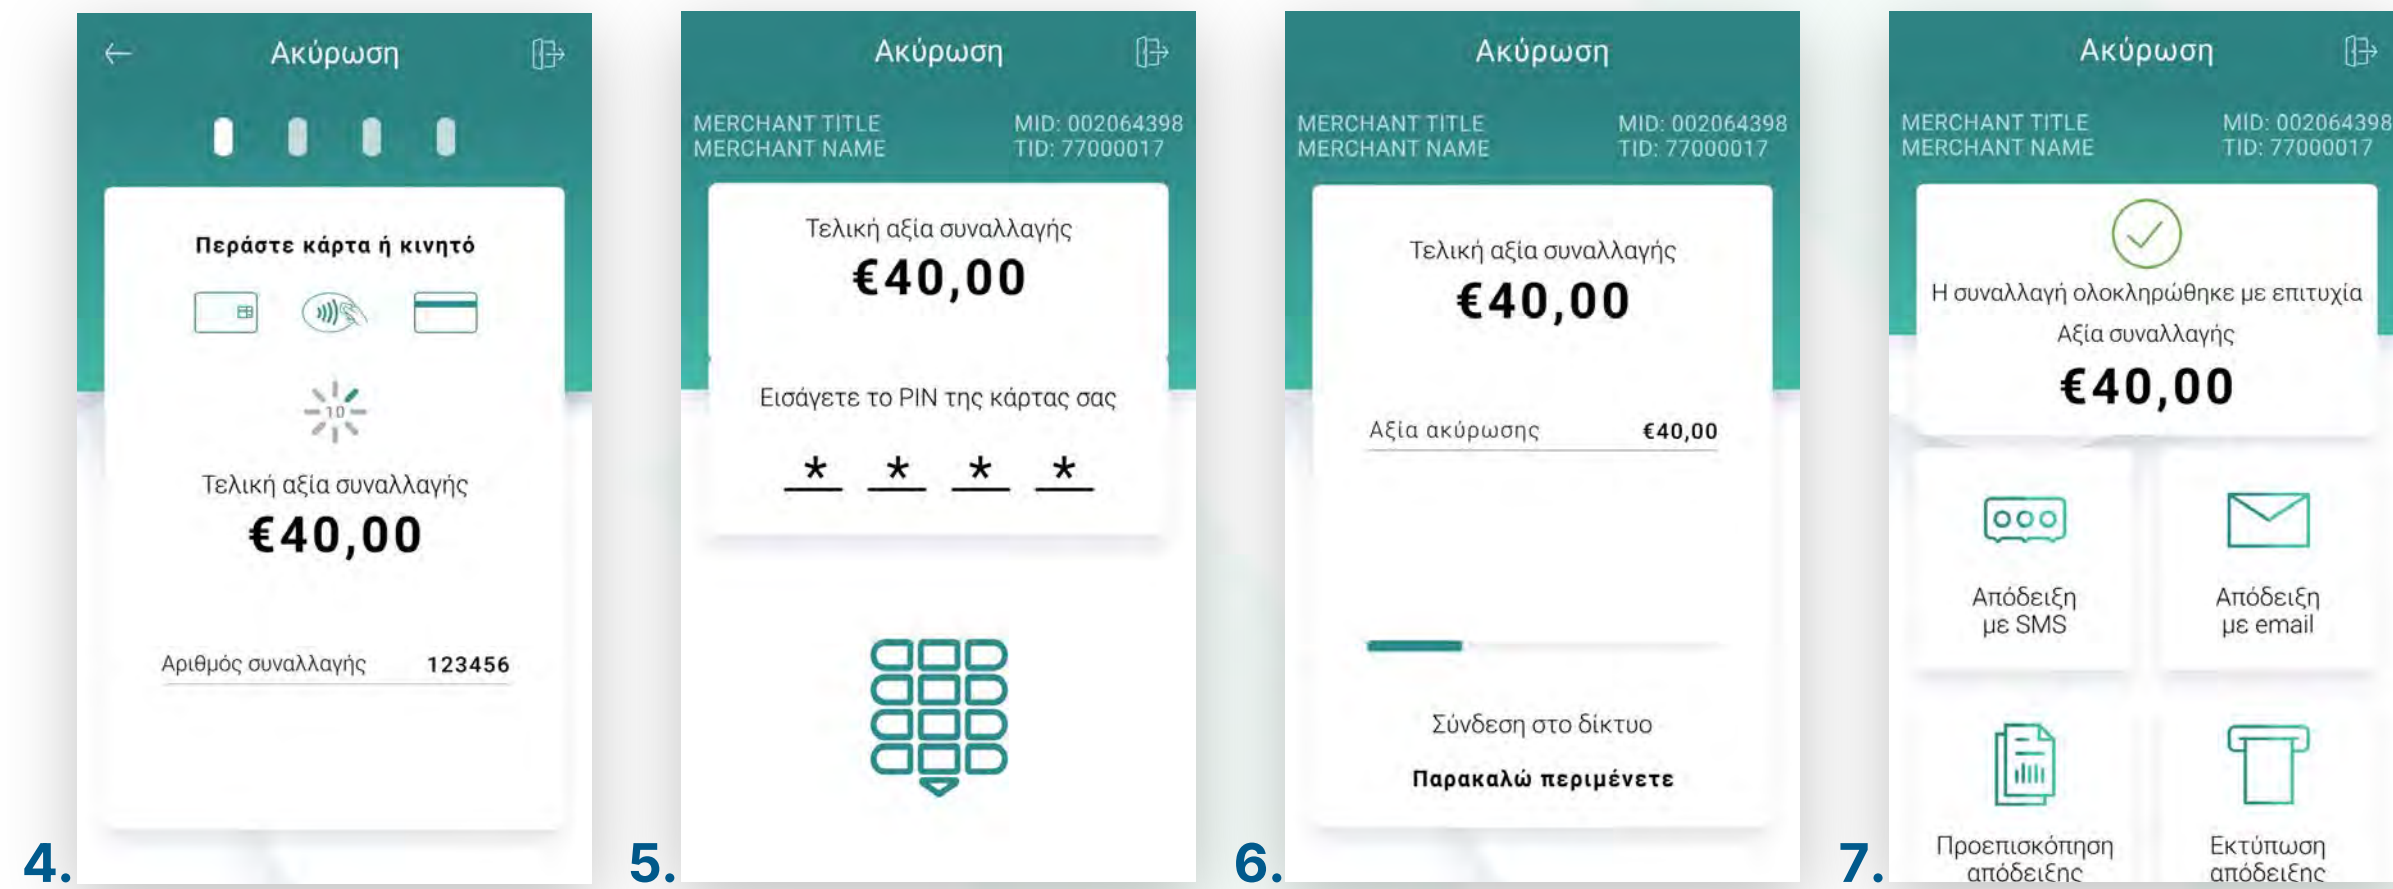 Ακύρωση
Περάστε κάρτα ή κινητό
10
Τελική αξία συναλλαγής
€40,00
Αριθμός συναλλαγής 123456
4.
Ακύρωση
MERCHANT TITLE MID: 002064398
MERCHANT NAME TID: 77000017
Τελική αξία συναλλαγής
€40,00
Εισάγετε το PIN της κάρτας σας
* * * *
5.
Ακύρωση
MERCHANT TITLE MID: 002064398
MERCHANT NAME TID: 77000017
Τελική αξία συναλλαγής
€40,00
Αξία ακύρωσης €40,00
Σύνδεση στο δίκτυο
Παρακαλώ περιμένετε
6.
Ακύρωση
MERCHANT TITLE MID: 002064398
MERCHANT NAME TID: 77000017
Η συναλλαγή ολοκληρώθηκε με επιτυχία
Αξία συναλλαγής
€40,00
Απόδειξη
με SMS
Απόδειξη
με email
Προεπισκόπηση
απόδειξης
Εκτύπωση
απόδειξης
7.